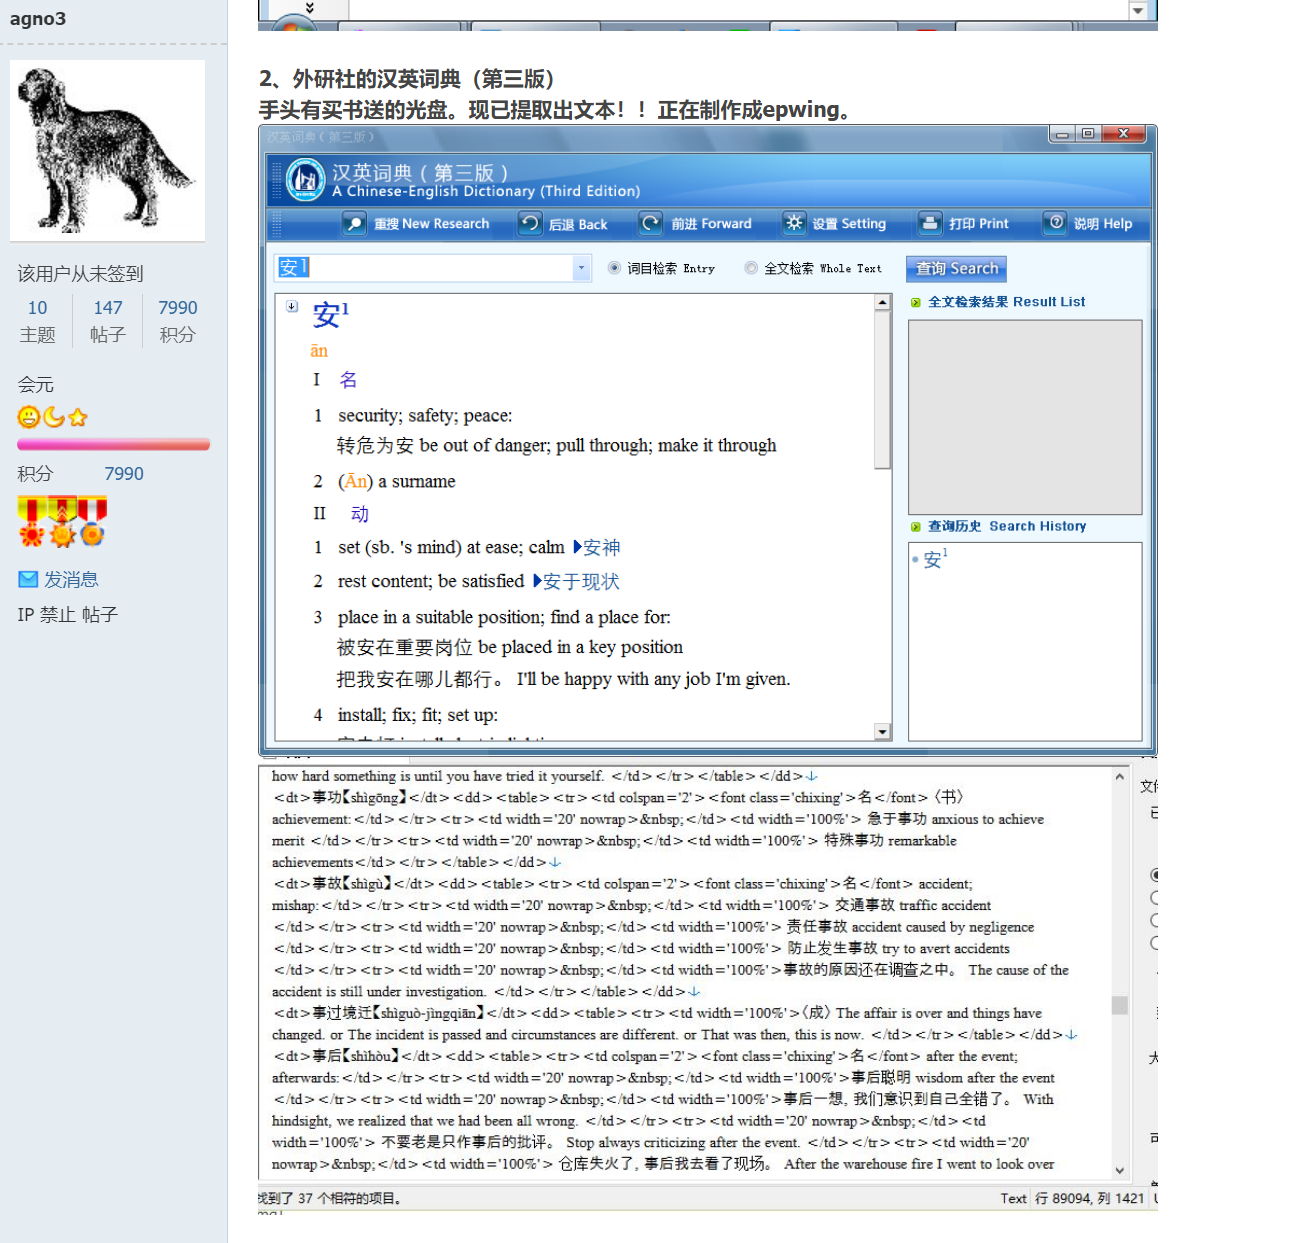 agno3
该用户从未签到
10 147 7990
主题 帖子 积分
会元
积分 7990
发消息
IP 禁止 帖子
2、外研社的汉英词典（第三版）
手头有买书送的光盘。现已提取出文本！！正在制作成epwing。
汉英词典（第三版）
汉英词典（第三版）
A Chinese-English Dictionary (Third Edition)
重搜 New Research 后退 Back 前进 Forward 设置 Setting 打印 Print 说明 Help
安1 词目检索 Entry 全文检索 Whole Text 查询 Search
安1
ān
I 名
1 security; safety; peace:
转危为安 be out of danger; pull through; make it through
2 (Ān) a surname
II 动
1 set (sb. 's mind) at ease; calm 安神
2 rest content; be satisfied 安于现状
3 place in a suitable position; find a place for:
被安在重要岗位 be placed in a key position
把我安在哪儿都行。 I'll be happy with any job I'm given.
4 install; fix; fit; set up:
全文检索结果 Result List
查询历史 Search History
安1
how hard something is until you have tried it yourself. </td></tr></table></dd>↓
<dt>事功【shìgōng】</dt><dd><table><tr><td colspan='2'><font class='chixing'>名</font>〈书〉
achievement:</td></tr><tr><td width='20' nowrap>&nbsp;</td><td width='100%'> 急于事功 anxious to achieve
merit </td></tr><tr><td width='20' nowrap>&nbsp;</td><td width='100%'> 特殊事功 remarkable
achievements</td></tr></table></dd>↓
<dt>事故【shìgù】</dt><dd><table><tr><td colspan='2'><font class='chixing'>名</font> accident;
mishap:</td></tr><tr><td width='20' nowrap>&nbsp;</td><td width='100%'> 交通事故 traffic accident
</td></tr><tr><td width='20' nowrap>&nbsp;</td><td width='100%'> 责任事故 accident caused by negligence
</td></tr><tr><td width='20' nowrap>&nbsp;</td><td width='100%'> 防止发生事故 try to avert accidents
</td></tr><tr><td width='20' nowrap>&nbsp;</td><td width='100%'>事故的原因还在调查之中。 The cause of the
accident is still under investigation. </td></tr></table></dd>↓
<dt>事过境迁【shìguò-jìngqiān】</dt><dd><table><tr><td width='100%'>〈成〉 The affair is over and things have
changed. or The incident is passed and circumstances are different. or That was then, this is now. </td></tr></table></dd>↓
<dt>事后【shìhòu】</dt><dd><table><tr><td colspan='2'><font class='chixing'>名</font> after the event;
afterwards:</td></tr><tr><td width='20' nowrap>&nbsp;</td><td width='100%'>事后聪明 wisdom after the event
</td></tr><tr><td width='20' nowrap>&nbsp;</td><td width='100%'>事后一想, 我们意识到自己全错了。 With
hindsight, we realized that we had been all wrong. </td></tr><tr><td width='20' nowrap>&nbsp;</td><td
width='100%'> 不要老是只作事后的批评。 Stop always criticizing after the event. </td></tr><tr><td width='20'
nowrap>&nbsp;</td><td width='100%'> 仓库失火了, 事后我去看了现场。 After the warehouse fire I went to look over
找到了 37 个相符的项目。 Text 行 89094, 列 1421